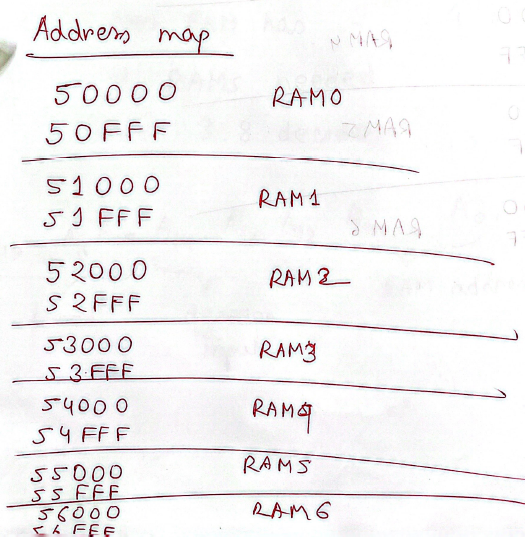 Address map
50000 RAM0
50FFF
51000 RAM1
51FFF
52000 RAM2
52FFF
53000 RAM3
53FFF
54000 RAM4
54FFF
55000 RAM5
55FFF
56000 RAM6
56FFF